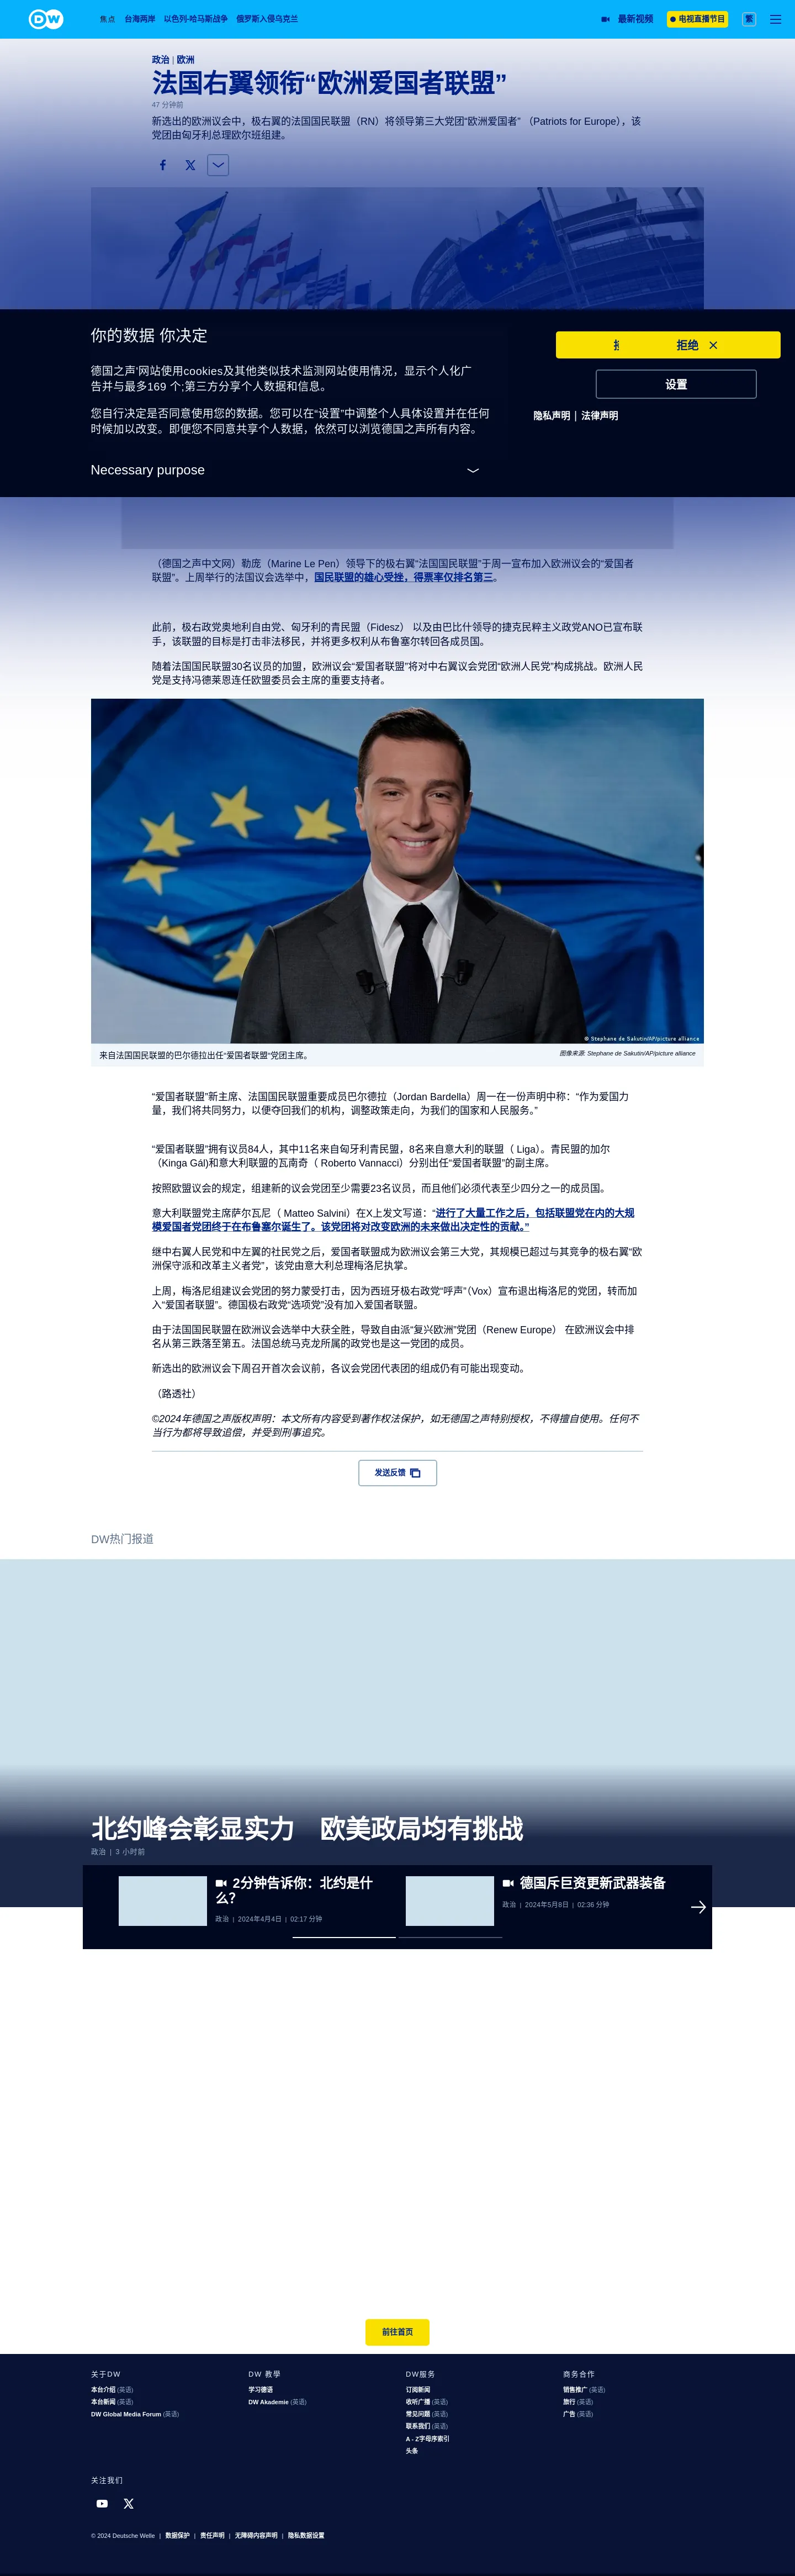 DW
焦点
台海两岸
以色列-哈马斯战争
俄罗斯入侵乌克兰
最新视频
电视直播节目
繁
政治 | 欧洲
法国右翼领衔“欧洲爱国者联盟”
47 分钟前
新选出的欧洲议会中，极右翼的法国国民联盟（RN）将领导第三大党团“欧洲爱国者” （Patriots for Europe），该
党团由匈牙利总理欧尔班组建。
你的数据 你决定
德国之声'网站使用cookies及其他类似技术监测网站使用情况，显示个人化广
告并与最多169 个;第三方分享个人数据和信息。
您自行决定是否同意使用您的数据。您可以在“设置”中调整个人具体设置并在任何
时候加以改变。即便您不同意共享个人数据，依然可以浏览德国之声所有内容。
Necessary purpose
拒绝
设置
隐私声明 | 法律声明
（德国之声中文网）勒庞（Marine Le Pen）领导下的极右翼“法国国民联盟”于周一宣布加入欧洲议会的“爱国者
联盟”。上周举行的法国议会选举中，国民联盟的雄心受挫，得票率仅排名第三。
此前，极右政党奥地利自由党、匈牙利的青民盟（Fidesz） 以及由巴比什领导的捷克民粹主义政党ANO已宣布联
手，该联盟的目标是打击非法移民，并将更多权利从布鲁塞尔转回各成员国。
随着法国国民联盟30名议员的加盟，欧洲议会“爱国者联盟”将对中右翼议会党团“欧洲人民党”构成挑战。欧洲人民
党是支持冯德莱恩连任欧盟委员会主席的重要支持者。
© Stephane de Sakutin/AP/picture alliance
来自法国国民联盟的巴尔德拉出任“爱国者联盟”党团主席。
图像来源: Stephane de Sakutin/AP/picture alliance
“爱国者联盟”新主席、法国国民联盟重要成员巴尔德拉（Jordan Bardella）周一在一份声明中称：“作为爱国力
量，我们将共同努力，以便夺回我们的机构，调整政策走向，为我们的国家和人民服务。”
“爱国者联盟”拥有议员84人，其中11名来自匈牙利青民盟，8名来自意大利的联盟（ Liga）。青民盟的加尔
（Kinga Gál)和意大利联盟的瓦南奇（ Roberto Vannacci）分别出任“爱国者联盟”的副主席。
按照欧盟议会的规定，组建新的议会党团至少需要23名议员，而且他们必须代表至少四分之一的成员国。
意大利联盟党主席萨尔瓦尼（ Matteo Salvini）在X上发文写道：“进行了大量工作之后，包括联盟党在内的大规
模爱国者党团终于在布鲁塞尔诞生了。该党团将对改变欧洲的未来做出决定性的贡献。”
继中右翼人民党和中左翼的社民党之后，爱国者联盟成为欧洲议会第三大党，其规模已超过与其竞争的极右翼“欧
洲保守派和改革主义者党”，该党由意大利总理梅洛尼执掌。
上周，梅洛尼组建议会党团的努力蒙受打击，因为西班牙极右政党“呼声”（Vox）宣布退出梅洛尼的党团，转而加
入“爱国者联盟”。德国极右政党“选项党”没有加入爱国者联盟。
由于法国国民联盟在欧洲议会选举中大获全胜，导致自由派“复兴欧洲”党团（Renew Europe） 在欧洲议会中排
名从第三跌落至第五。法国总统马克龙所属的政党也是这一党团的成员。
新选出的欧洲议会下周召开首次会议前，各议会党团代表团的组成仍有可能出现变动。
（路透社）
©2024年德国之声版权声明：本文所有内容受到著作权法保护，如无德国之声特别授权，不得擅自使用。任何不
当行为都将导致追偿，并受到刑事追究。
发送反馈
DW热门报道
北约峰会彰显实力　欧美政局均有挑战
政治 | 3 小时前
2分钟告诉你：北约是什
么？
政治 | 2024年4月4日 | 02:17 分钟
德国斥巨资更新武器装备
政治 | 2024年5月8日 | 02:36 分钟
前往首页
关于DW
本台介绍 (英语)
本台新闻 (英语)
DW Global Media Forum (英语)
DW 教學
学习德语
DW Akademie (英语)
DW服务
订阅新闻
收听广播 (英语)
常见问题 (英语)
联系我们 (英语)
A - Z字母序索引
头条
商务合作
销售推广 (英语)
旅行 (英语)
广告 (英语)
关注我们
© 2024 Deutsche Welle | 数据保护 | 责任声明 | 无障碍内容声明 | 隐私数据设置